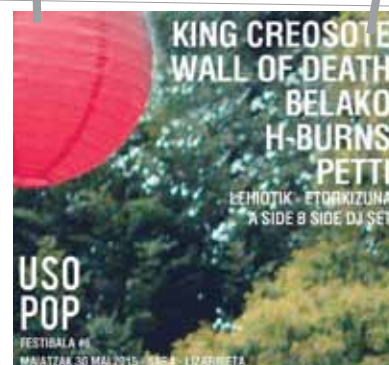 KING CREOSOTE
WALL OF DEATH
BELAKO
H-BURNS
PETTI
LEHIOTIK - ETORKIZUNA
A SIDE B SIDE DJ SET
USO
POP
FESTIBALA #6
MAIATZAK 30 MAI 2015 - SARA - LIZARRIETA